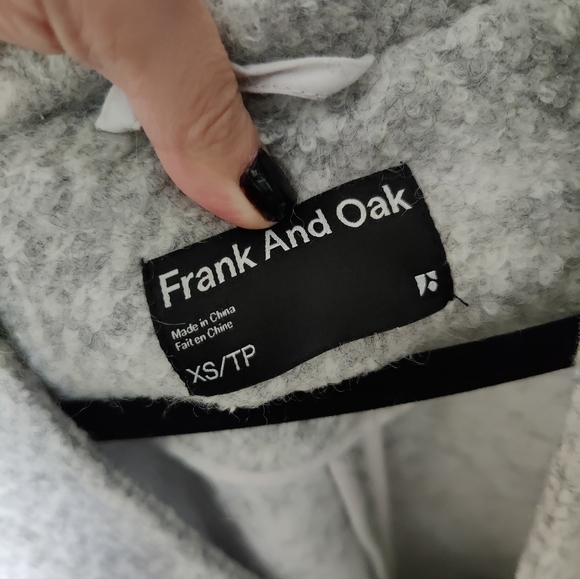 Frank And Oak
Made in China
Fait en Chine
XS/TP